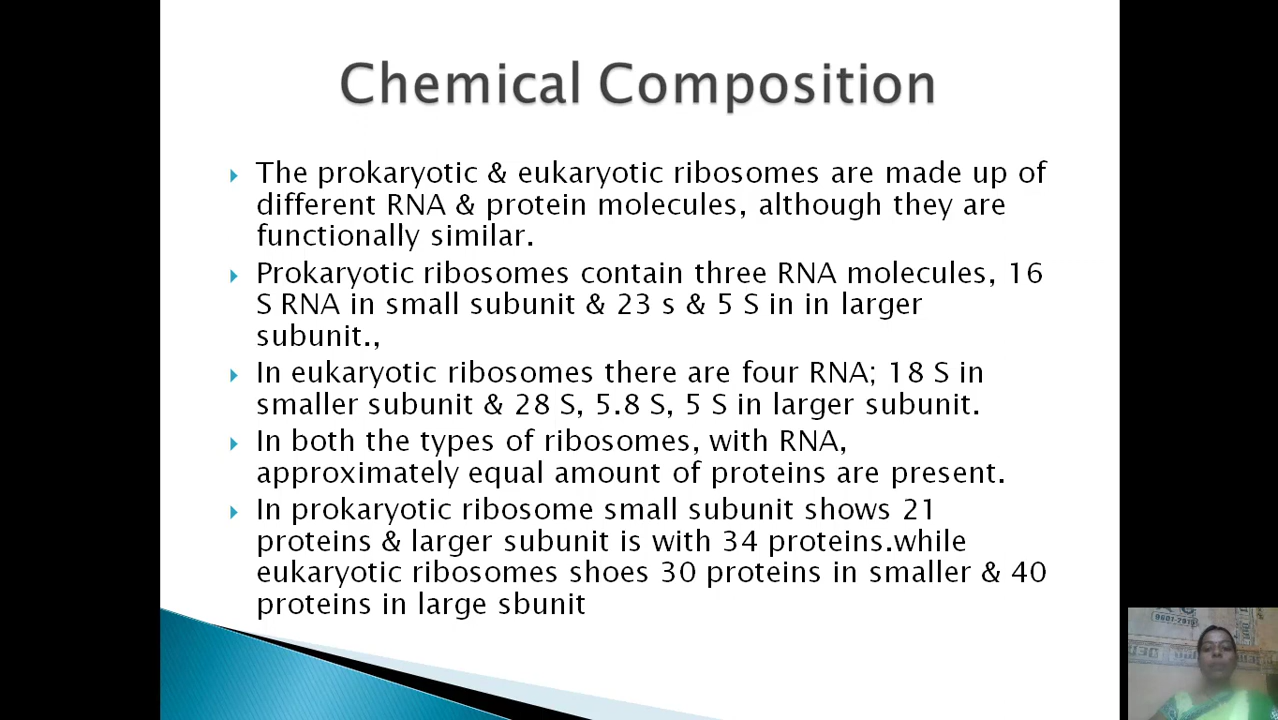 Chemical Composition
The prokaryotic & eukaryotic ribosomes are made up of
different RNA & protein molecules, although they are
functionally similar.
Prokaryotic ribosomes contain three RNA molecules, 16
S RNA in small subunit & 23 s & 5 S in in larger
subunit.,
In eukaryotic ribosomes there are four RNA; 18 S in
smaller subunit & 28 S, 5.8 S, 5 S in larger subunit.
In both the types of ribosomes, with RNA,
approximately equal amount of proteins are present.
In prokaryotic ribosome small subunit shows 21
proteins & larger subunit is with 34 proteins.while
eukaryotic ribosomes shoes 30 proteins in smaller & 40
proteins in large sbunit